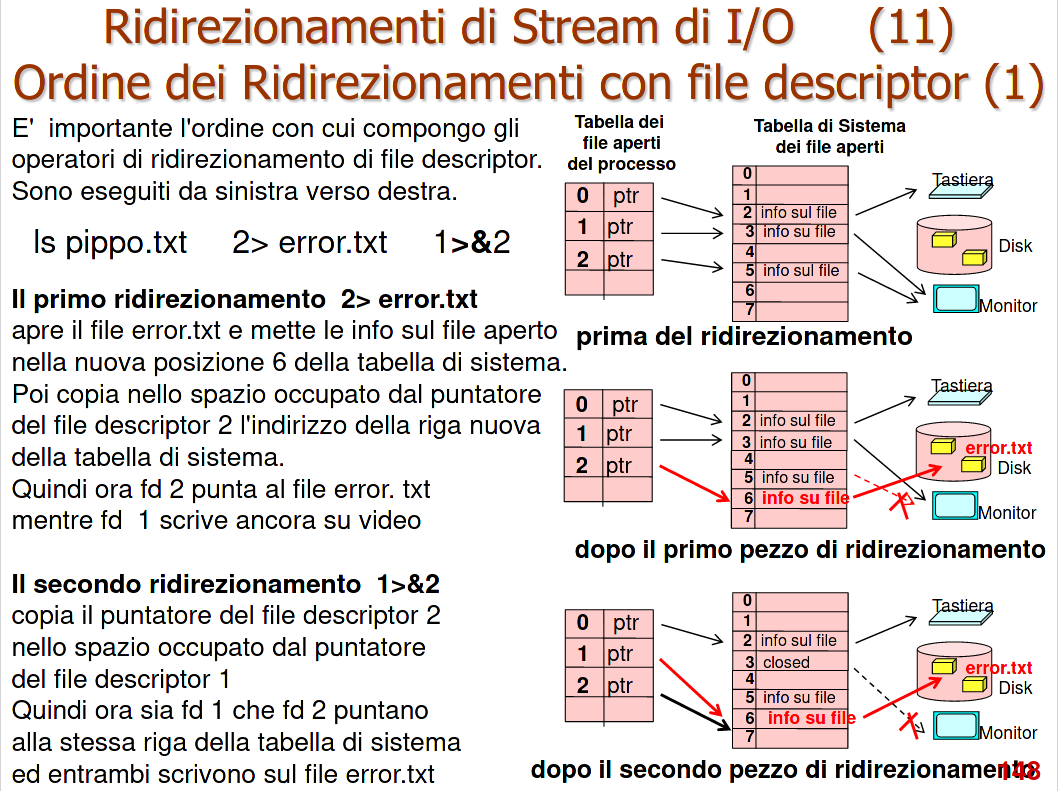 Ridirezionamenti di Stream di I/O (11)
Ordine dei Ridirezionamenti con file descriptor (1)
E' importante l'ordine con cui compongo gli
operatori di ridirezionamento di file descriptor.
Sono eseguiti da sinistra verso destra.
ls pippo.txt 2> error.txt 1>&2
Il primo ridirezionamento 2> error.txt
apre il file error.txt e mette le info sul file aperto
nella nuova posizione 6 della tabella di sistema.
Poi copia nello spazio occupato dal puntatore
del file descriptor 2 l'indirizzo della riga nuova
della tabella di sistema.
Quindi ora fd 2 punta al file error. txt
mentre fd 1 scrive ancora su video
Il secondo ridirezionamento 1>&2
copia il puntatore del file descriptor 2
nello spazio occupato dal puntatore
del file descriptor 1
Quindi ora sia fd 1 che fd 2 puntano
alla stessa riga della tabella di sistema
ed entrambi scrivono sul file error.txt
Tabella dei
file aperti
del processo
Tabella di Sistema
dei file aperti
0 ptr
1 ptr
2 ptr
0
1
2 info sul file
3 info su file
4
5 info sul file
6
7
Tastiera
Disk
Monitor
prima del ridirezionamento
0 ptr
1 ptr
2 ptr
0
1
2 info sul file
3 info su file
4
5 info su file
6 info su file
7
Tastiera
error.txt
Disk
Monitor
dopo il primo pezzo di ridirezionamento
0 ptr
1 ptr
2 ptr
0
1
2 info sul file
3 closed
4
5 info su file
6 info su file
7
Tastiera
error.txt
Disk
Monitor
dopo il secondo pezzo di ridirezionamento
148